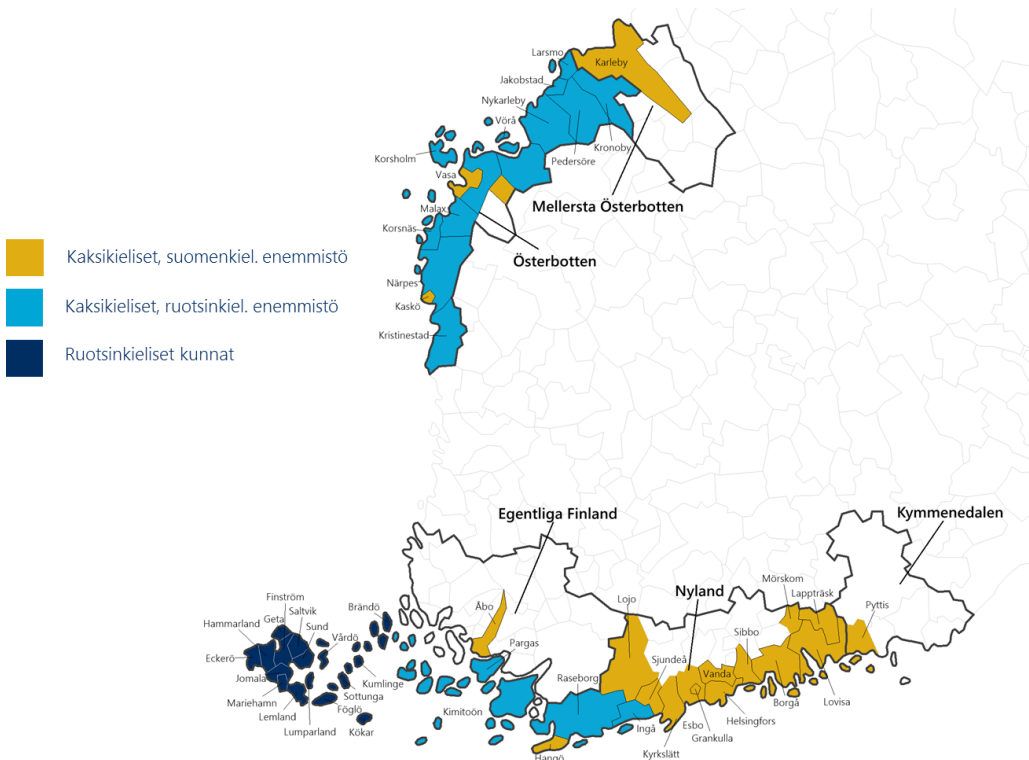 Larsmo
Karleby
Jakobstad
Nykarleby
Vörå
Kronoby
Pedersöre
Korsholm
Vasa
Mellersta Österbotten
Malax
Korsnäs
Österbotten
Närpes
Kaskö
Kristinestad
Kaksikieliset, suomenkiel. enemmistö
Kaksikieliset, ruotsinkiel. enemmistö
Ruotsinkieliset kunnat
Egentliga Finland
Kymmenedalen
Nyland
Mörskom
Lappträsk
Pyttis
Lojo
Åbo
Finström
Saltvik
Geta
Brändö
Hammarland
Sund
Vårdö
Sibbo
Pargas
Sjundeå
Eckerö
Jomala
Vanda
Raseborg
Kumlinge
Sottunga
Mariehamn
Föglö
Lemland
Lumparland
Kökar
Kimitoön
Lovisa
Borgå
Helsingfors
Esbo
Ingå
Grankulla
Kyrkslätt
Hangö